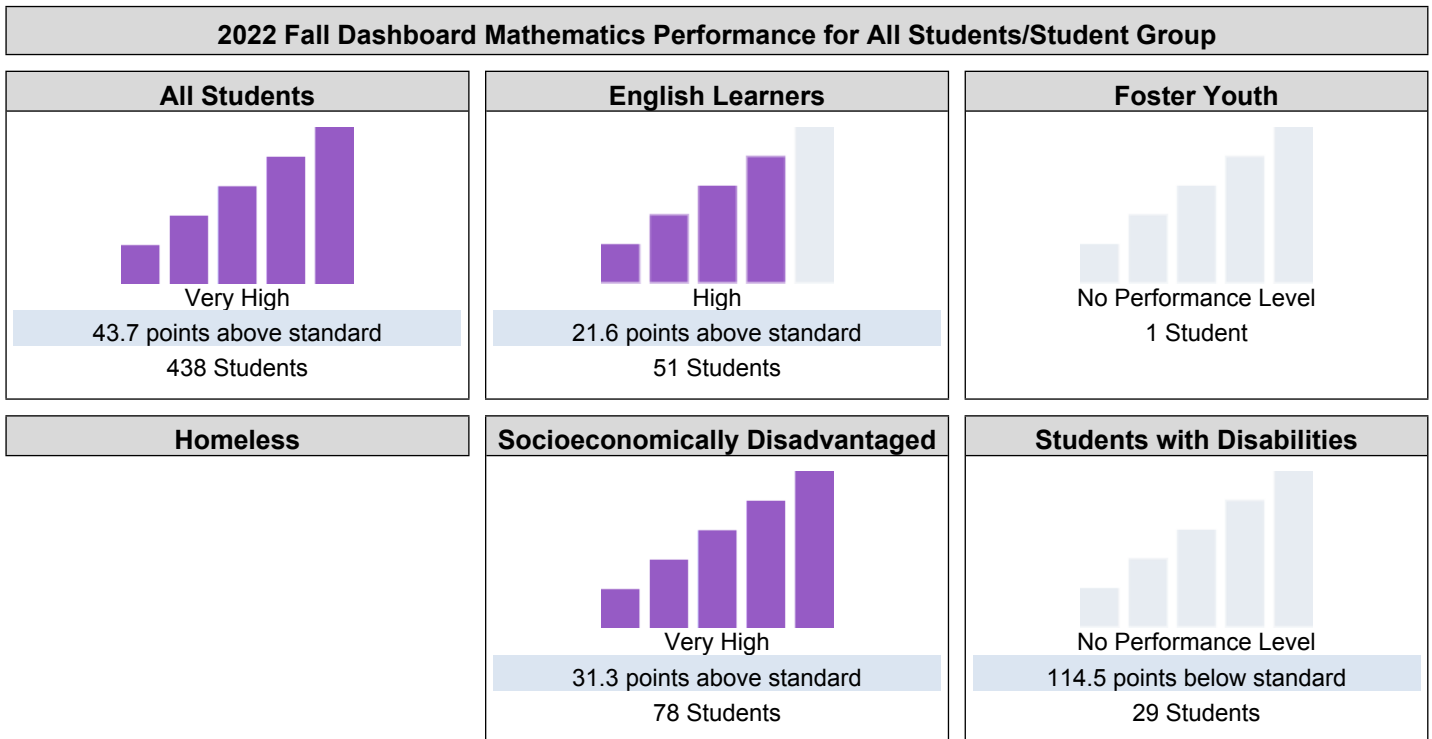 2022 Fall Dashboard Mathematics Performance for All Students/Student Group
All Students
Very High
43.7 points above standard
438 Students
English Learners
High
21.6 points above standard
51 Students
Foster Youth
No Performance Level
1 Student
Homeless
Socioeconomically Disadvantaged
Very High
31.3 points above standard
78 Students
Students with Disabilities
No Performance Level
114.5 points below standard
29 Students